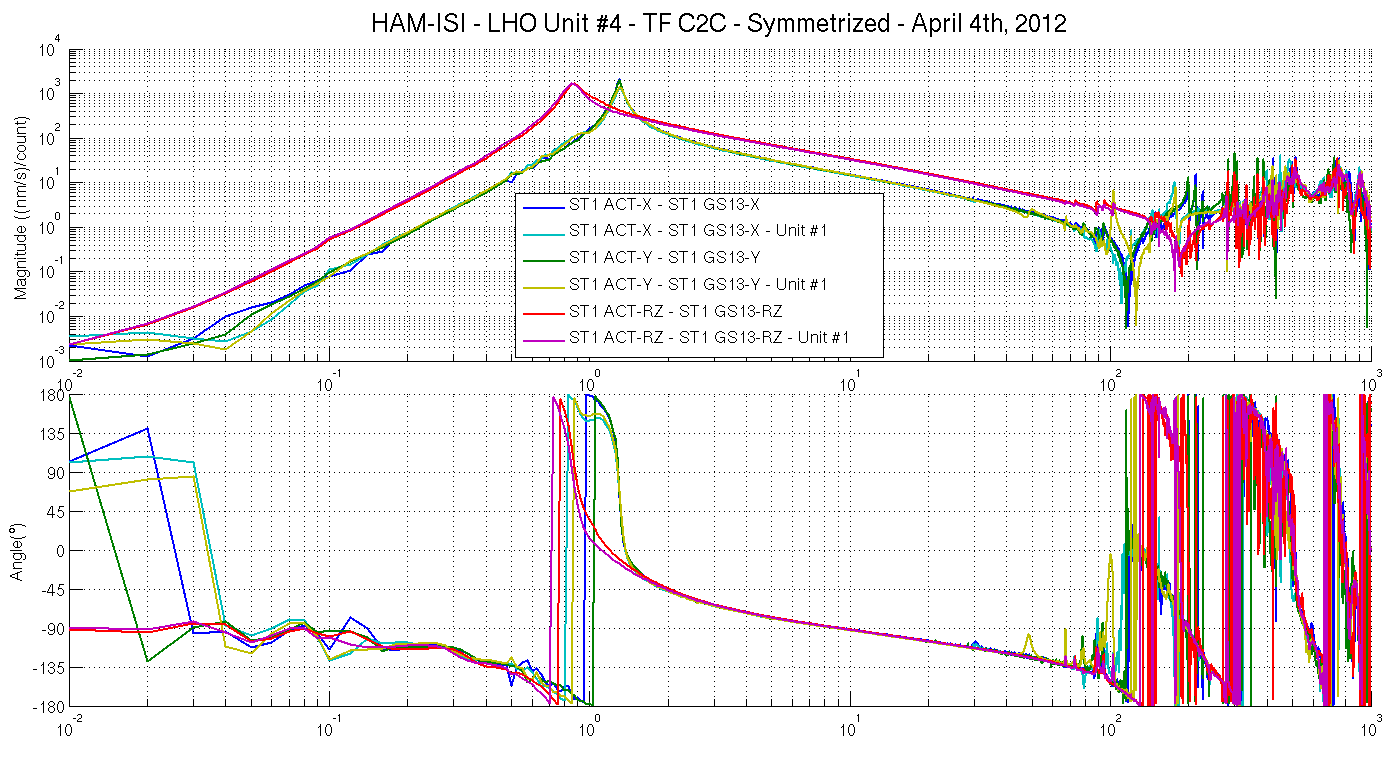 HAM-ISI - LHO Unit #4 - TF C2C - Symmetrized - April 4th, 2012
Magnitude ((nm/s)/count)
10^4
10^3
10^2
10^1
10^0
10^-1
10^-2
10^-3
ST1 ACT-X - ST1 GS13-X
ST1 ACT-X - ST1 GS13-X - Unit #1
ST1 ACT-Y - ST1 GS13-Y
ST1 ACT-Y - ST1 GS13-Y - Unit #1
ST1 ACT-RZ - ST1 GS13-RZ
ST1 ACT-RZ - ST1 GS13-RZ - Unit #1
10^-2 10^-1 10^0 10^1 10^2 10^3
Angle(°)
180
135
90
45
0
-45
-90
-135
-180
10^-2 10^-1 10^0 10^1 10^2 10^3